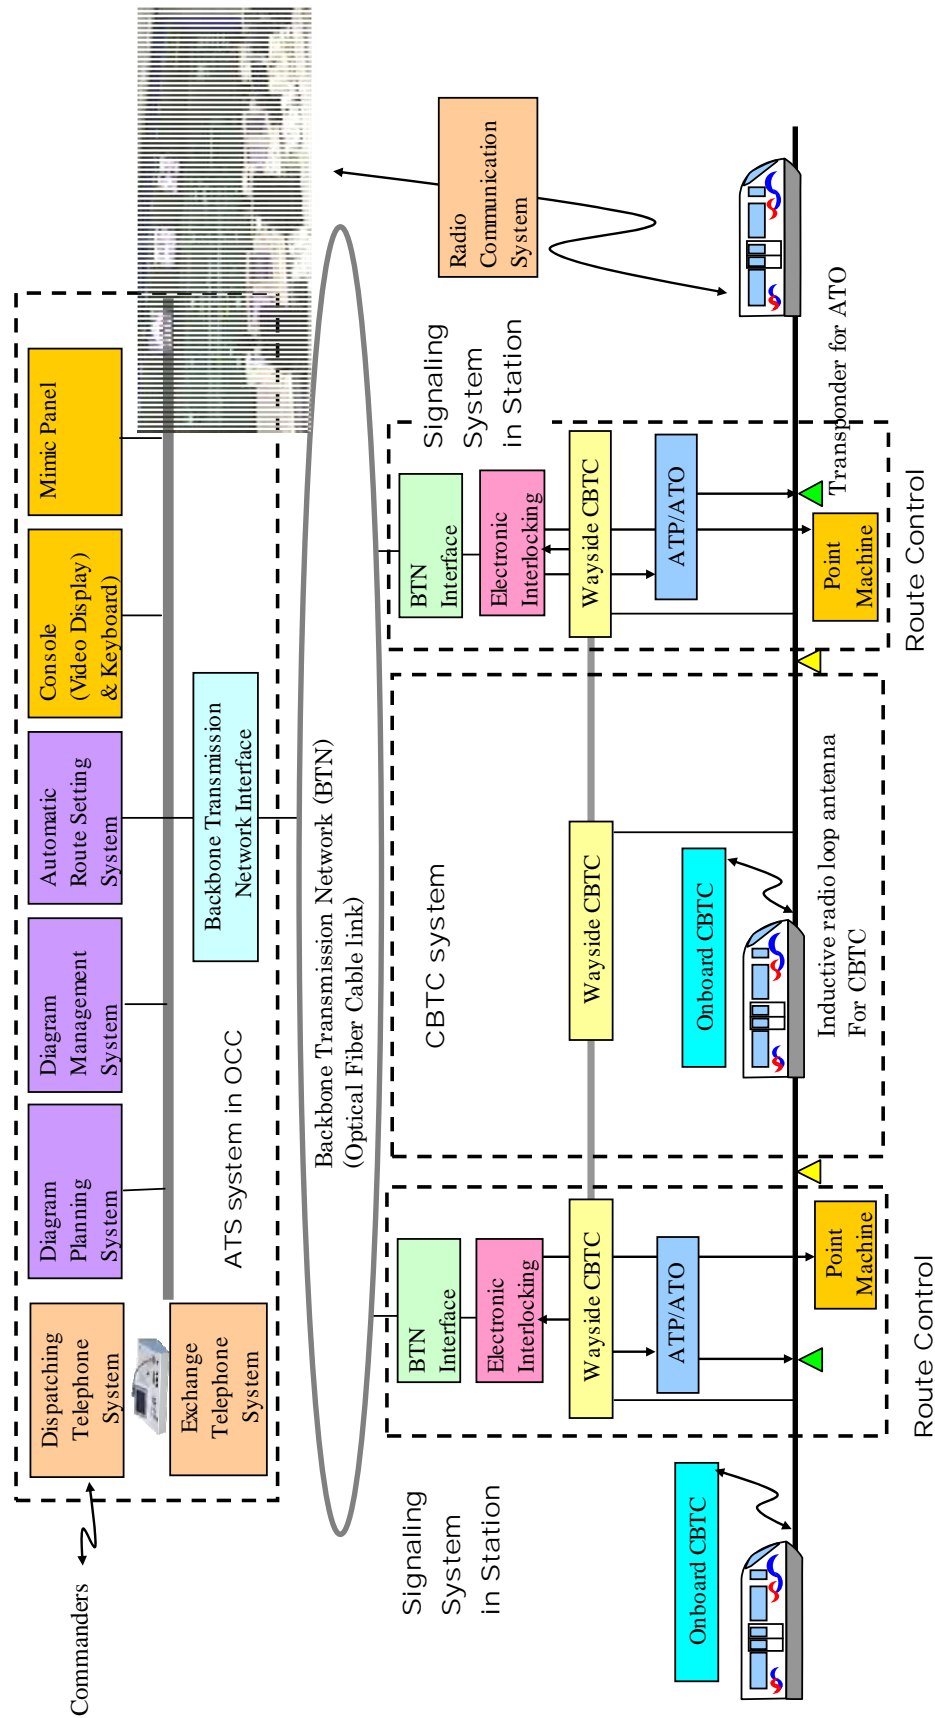 Commanders
Dispatching
Telephone
System
Exchange
Telephone
System
Diagram
Planning
System
Diagram
Management
System
Automatic
Route Setting
System
Console
(Video Display)
& Keyboard
Mimic Panel
ATS system in OCC
Backbone Transmission
Network Interface
Backbone Transmission Network (BTN)
(Optical Fiber Cable link)
Radio
Communication
System
Signaling
System
in Station
BTN
Interface
Electronic
Interlocking
Wayside CBTC
ATP/ATO
Point
Machine
Route Control
Onboard CBTC
CBTC system
Wayside CBTC
Onboard CBTC
Inductive radio loop antenna
For CBTC
Signaling
System
in Station
BTN
Interface
Electronic
Interlocking
Wayside CBTC
ATP/ATO
Point
Machine
Transponder for ATO
Route Control